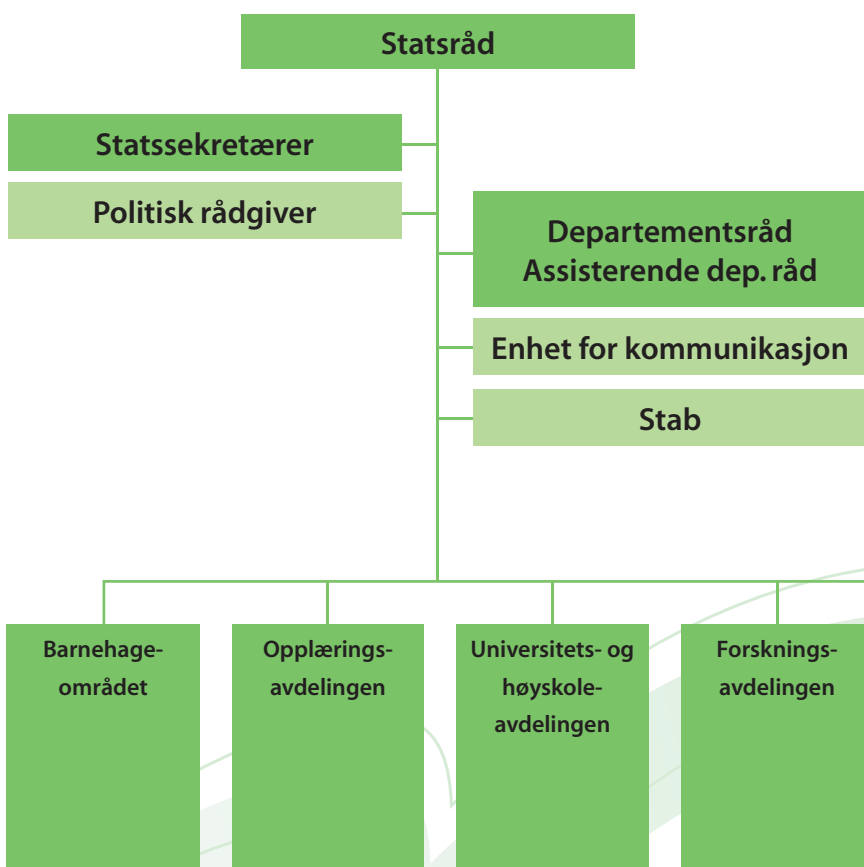 Statsråd
Statssekretærer
Politisk rådgiver
Departementsråd
Assisterende dep. råd
Enhet for kommunikasjon
Stab
Barnehage-
området
Opplærings-
avdelingen
Universitets- og
høyskole-
avdelingen
Forsknings-
avdelingen